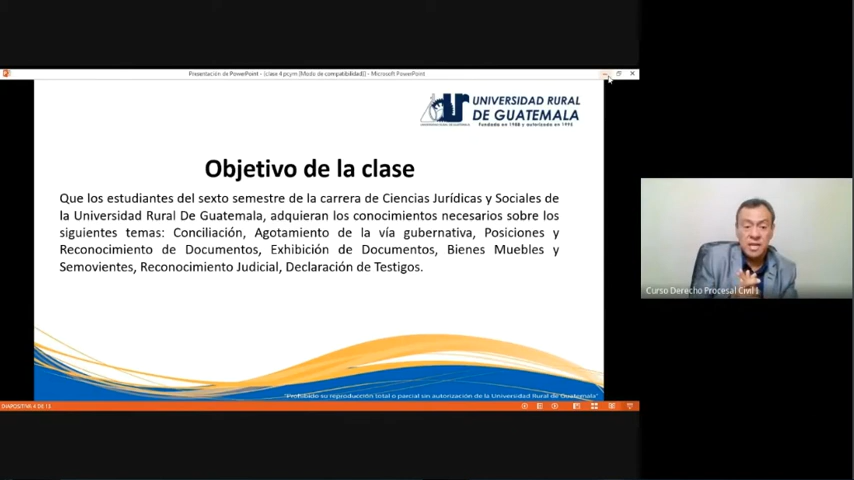 Presentación de PowerPoint - (clase 4 pcym [Modo de compatibilidad]) - Microsoft PowerPoint
UNIVERSIDAD RURAL
DE GUATEMALA
Fundada en 1988 y autorizada en 1995
Objetivo de la clase
Que los estudiantes del sexto semestre de la carrera de Ciencias Jurídicas y Sociales de
la Universidad Rural De Guatemala, adquieran los conocimientos necesarios sobre los
siguientes temas: Conciliación, Agotamiento de la vía gubernativa, Posiciones y
Reconocimiento de Documentos, Exhibición de Documentos, Bienes Muebles y
Semovientes, Reconocimiento Judicial, Declaración de Testigos.
"Prohibido su reproducción total o parcial sin autorización de la Universidad Rural de Guatemala"
DIAPOSITIVA 4 DE 13
Curso Derecho Procesal Civil I